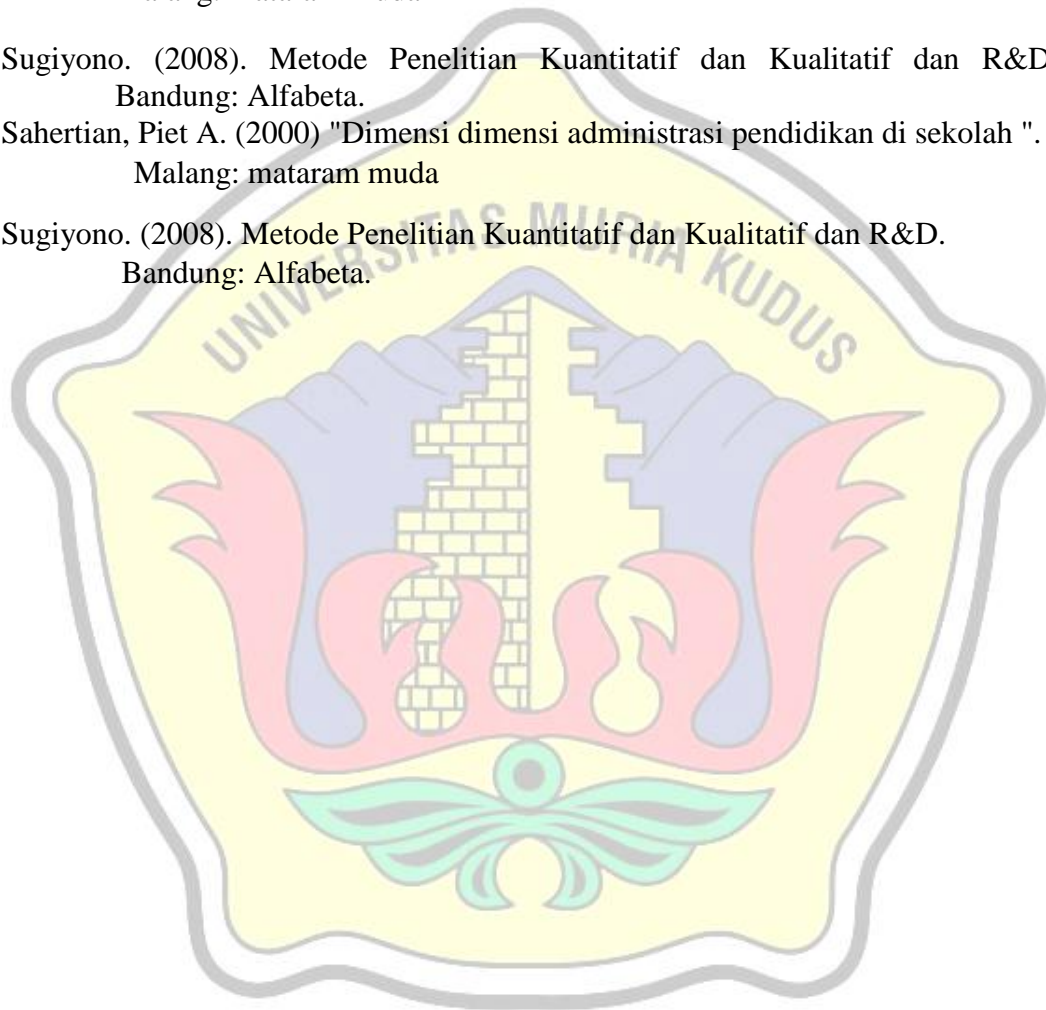 Sugiyono. (2008). Metode Penelitian Kuantitatif dan Kualitatif dan R&D
Bandung: Alfabeta.
Sahertian, Piet A. (2000) "Dimensi dimensi administrasi pendidikan di sekolah ".
Malang: mataram muda
Sugiyono. (2008). Metode Penelitian Kuantitatif dan Kualitatif dan R&D.
Bandung: Alfabeta.
UNIVERSITAS MURIA KUDUS